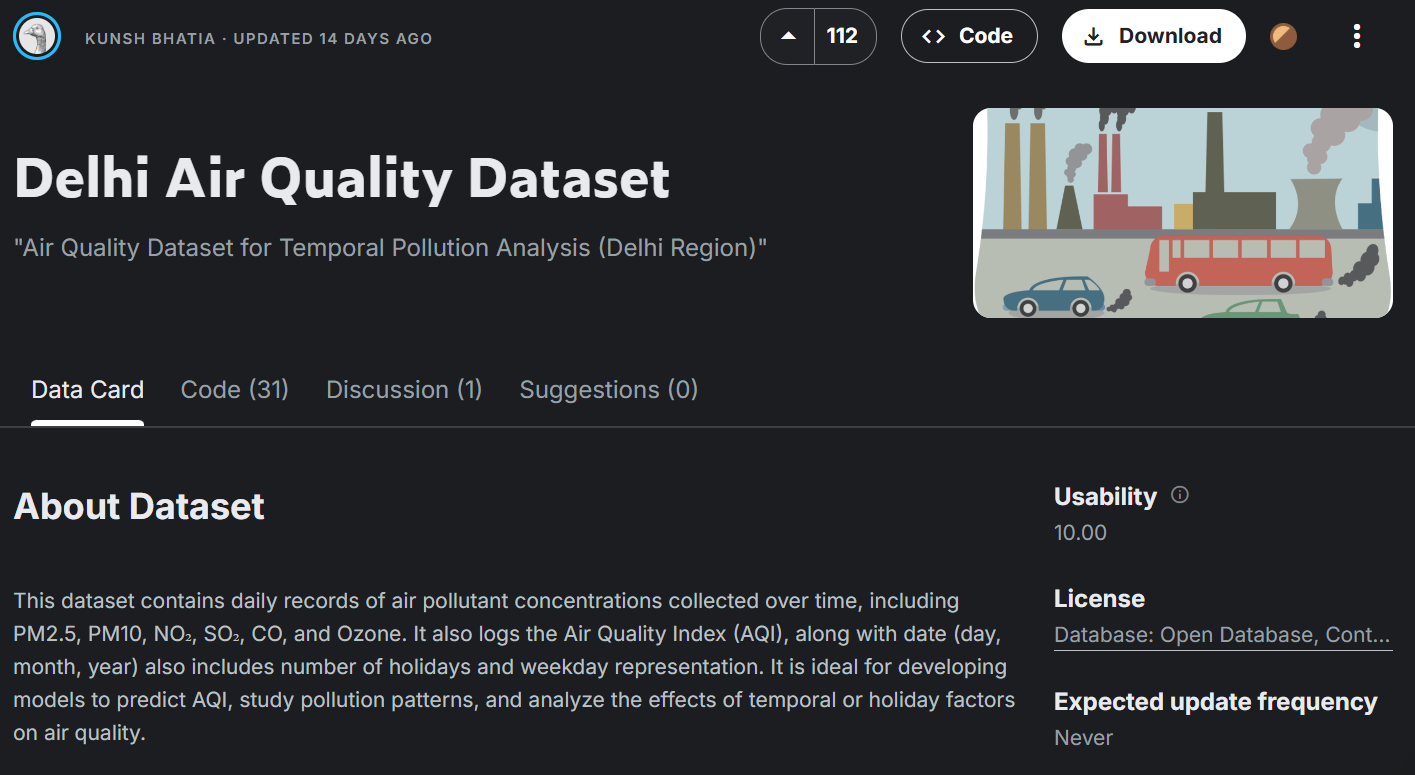 KUNSH BHATIA · UPDATED 14 DAYS AGO
112
Code
Download
Delhi Air Quality Dataset
"Air Quality Dataset for Temporal Pollution Analysis (Delhi Region)"
Data Card
Code (31)
Discussion (1)
Suggestions (0)
About Dataset
This dataset contains daily records of air pollutant concentrations collected over time, including
PM2.5, PM10, NO₂, SO₂, CO, and Ozone. It also logs the Air Quality Index (AQI), along with date (day,
month, year) also includes number of holidays and weekday representation. It is ideal for developing
models to predict AQI, study pollution patterns, and analyze the effects of temporal or holiday factors
on air quality.
Usability
10.00
License
Database: Open Database, Cont...
Expected update frequency
Never